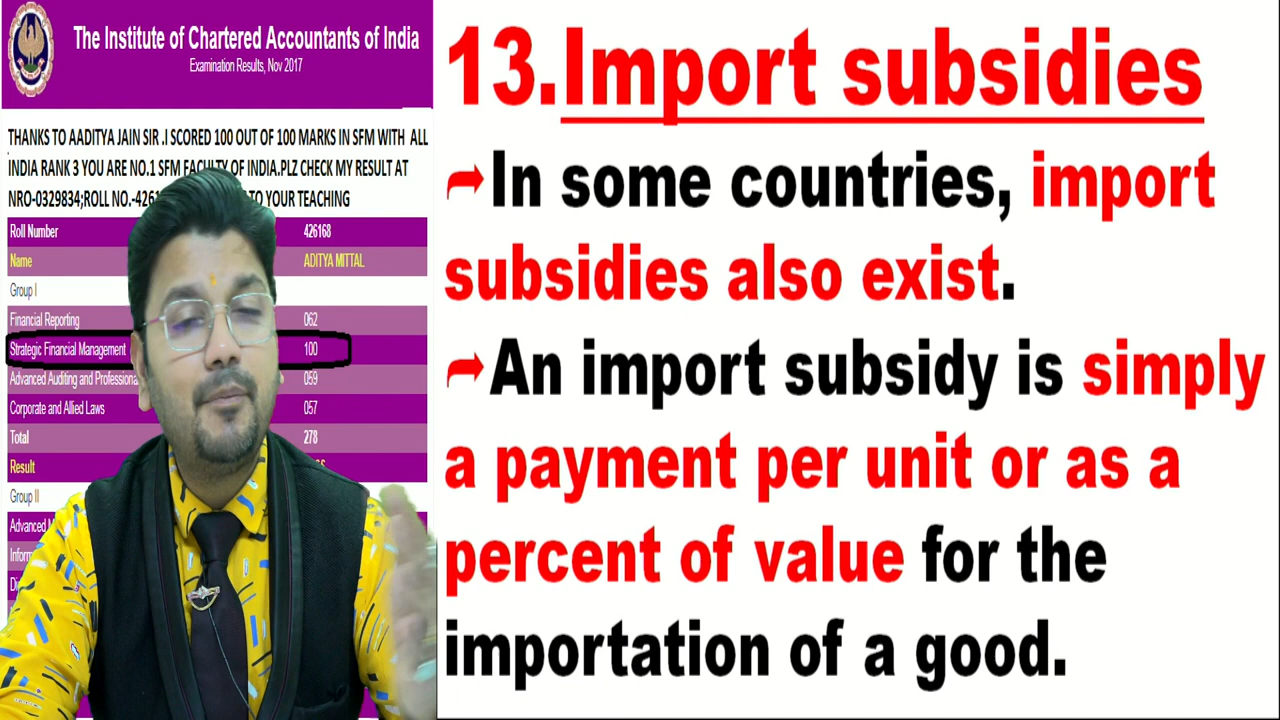 The Institute of Chartered Accountants of India
Examination Results, Nov 2017
THANKS TO AADITYA JAIN SIR .I SCORED 100 OUT OF 100 MARKS IN SFM WITH ALL
INDIA RANK 3 YOU ARE NO.1 SFM FACULTY OF INDIA.PLZ CHECK MY RESULT AT
NRO-0329834;ROLL NO.-4261 TO YOUR TEACHING
Roll Number 426168
Name ADITYA MITTAL
Group I
Financial Reporting 062
Strategic Financial Management 100
Advanced Auditing and Professiona 059
Corporate and Allied Laws 057
Total 278
Result
Group II
Advanced
13.Import subsidies
➦In some countries, import
subsidies also exist.
➦An import subsidy is simply
a payment per unit or as a
percent of value for the
importation of a good.